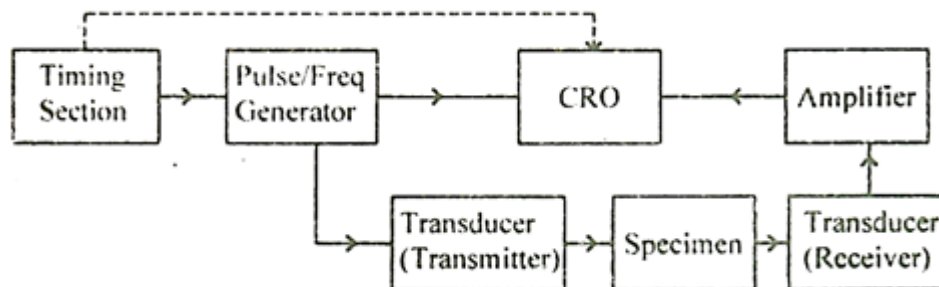 Timing
Section
Pulse/Freq
Generator
CRO
Amplifier
Transducer
(Transmitter)
Specimen
Transducer
(Receiver)